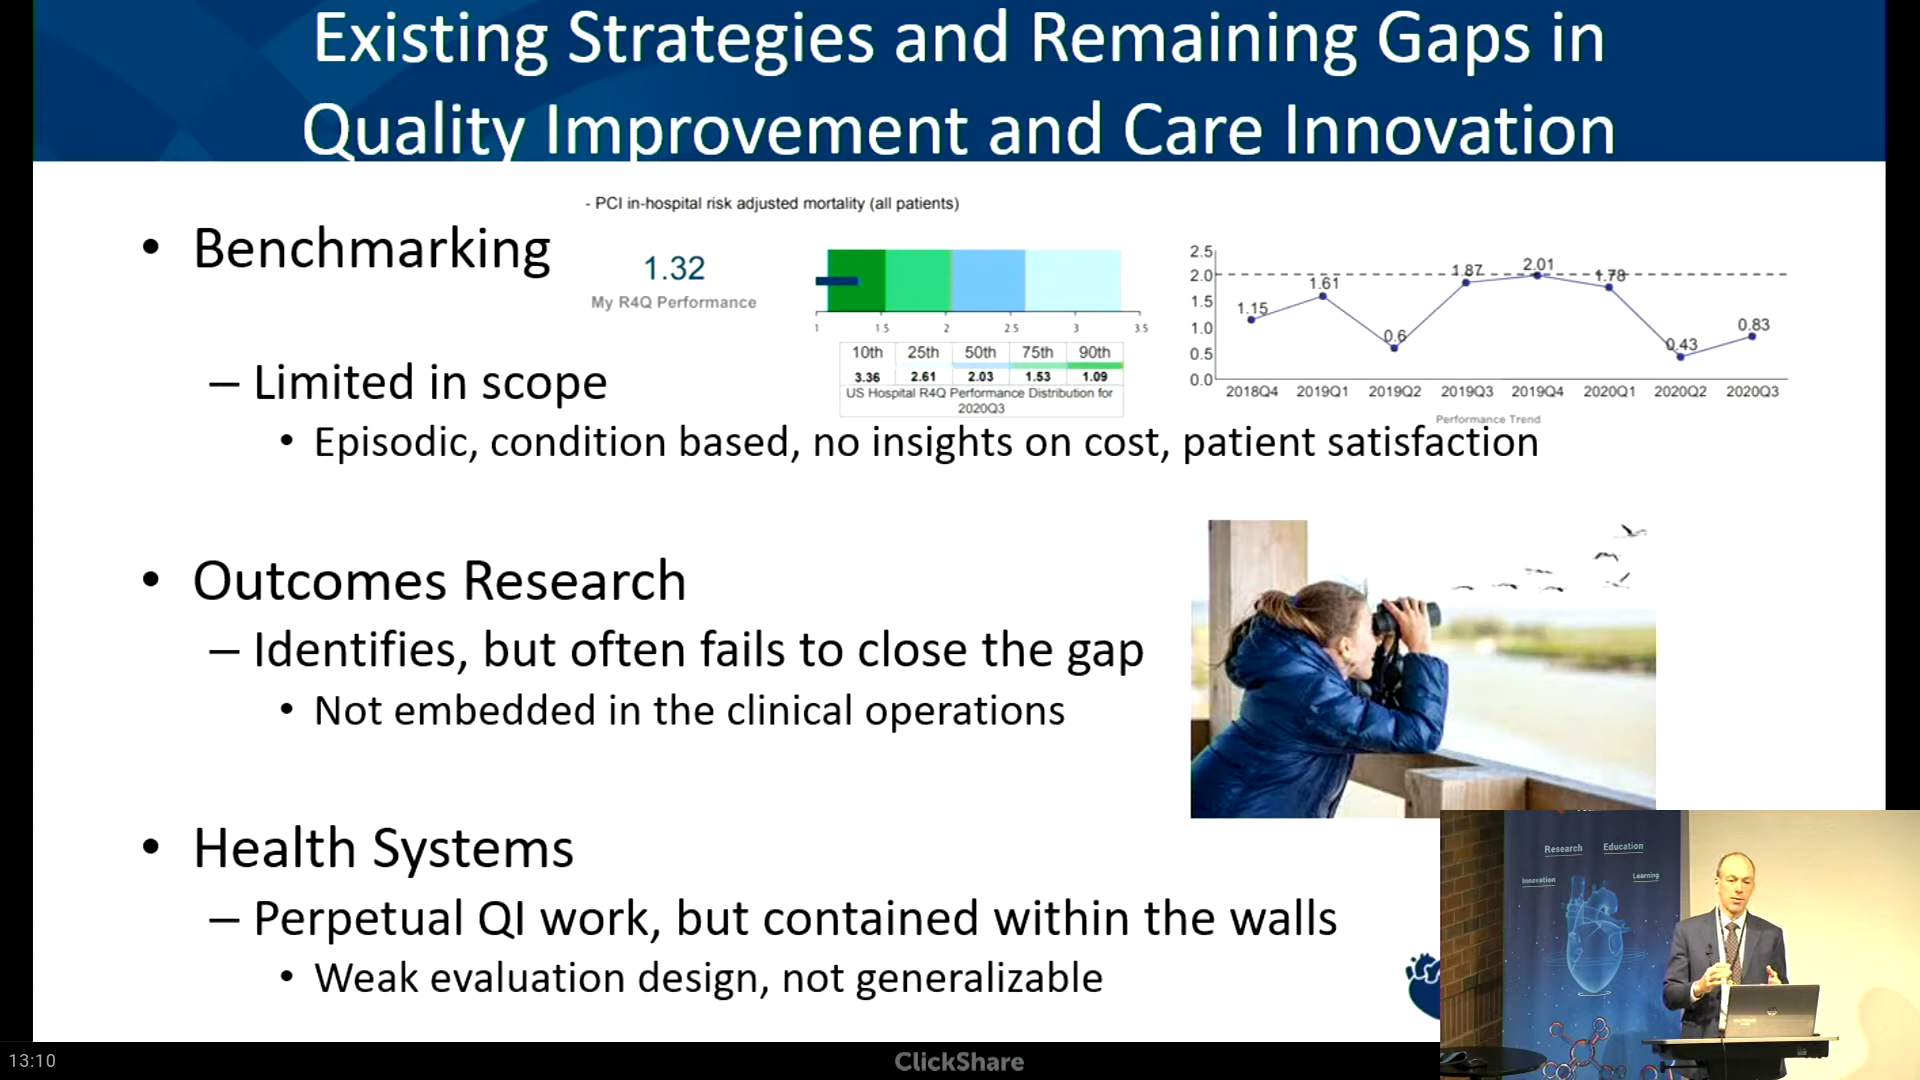 Existing Strategies and Remaining Gaps in
Quality Improvement and Care Innovation
• Benchmarking
- PCI in-hospital risk adjusted mortality (all patients)
1.32
My R4Q Performance
1 1.5 2 2.5 3 3.5
10th 25th 50th 75th 90th
3.36 2.61 2.03 1.53 1.09
US Hospital R4Q Performance Distribution for
2020Q3
2.5
2.0
1.5
1.0
0.5
0.0
1.15 1.61 0.6 1.87 2.01 1.78 0.43 0.83
2018Q4 2019Q1 2019Q2 2019Q3 2019Q4 2020Q1 2020Q2 2020Q3
Performance Trend
– Limited in scope
• Episodic, condition based, no insights on cost, patient satisfaction
• Outcomes Research
– Identifies, but often fails to close the gap
• Not embedded in the clinical operations
• Health Systems
– Perpetual QI work, but contained within the walls
• Weak evaluation design, not generalizable
Research Education
Innovation Learning
13:10
ClickShare